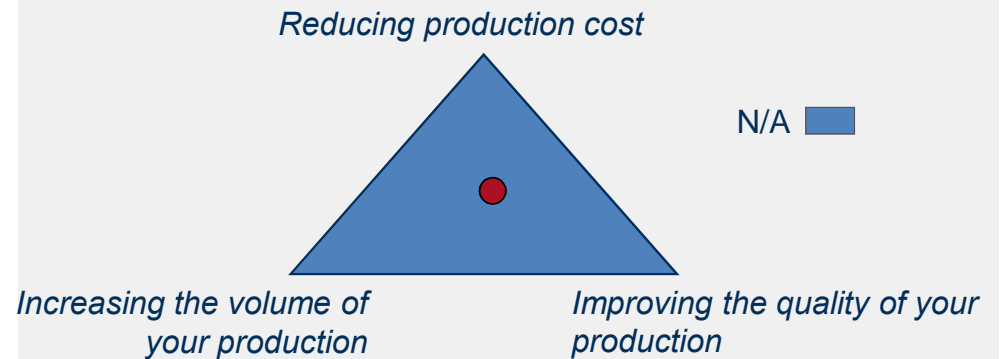 Reducing production cost
N/A
Increasing the volume of
your production
Improving the quality of your
production